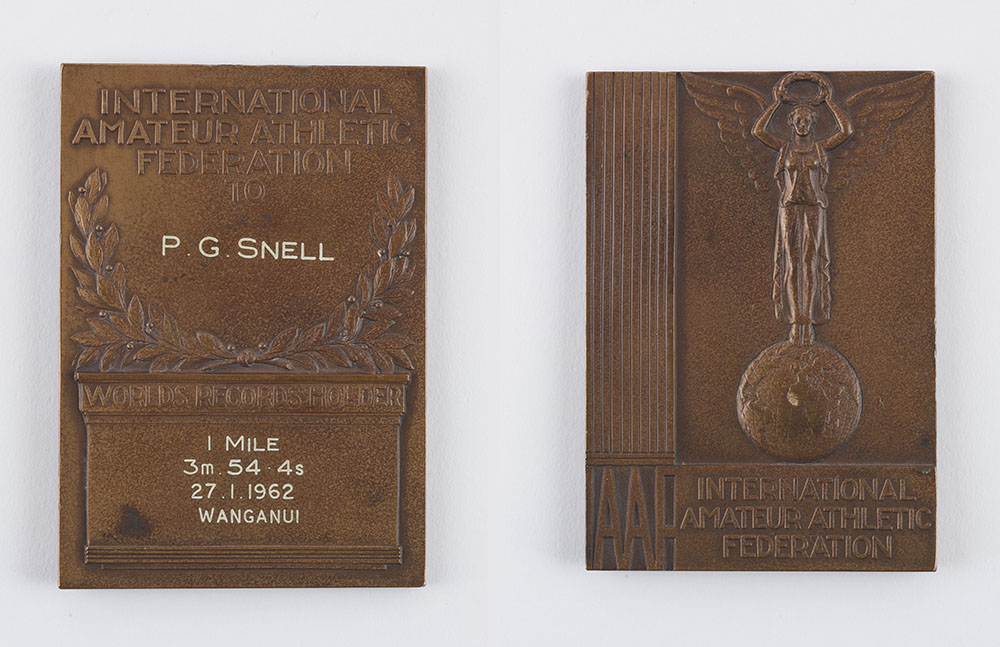 INTERNATIONAL
AMATEUR ATHLETIC
FEDERATION
TO
P. G. SNELL
WORLDS RECORDS HOLDER
1 MILE
3m. 54·4s
27.1.1962
WANGANUI
IAAF
INTERNATIONAL
AMATEUR ATHLETIC
FEDERATION